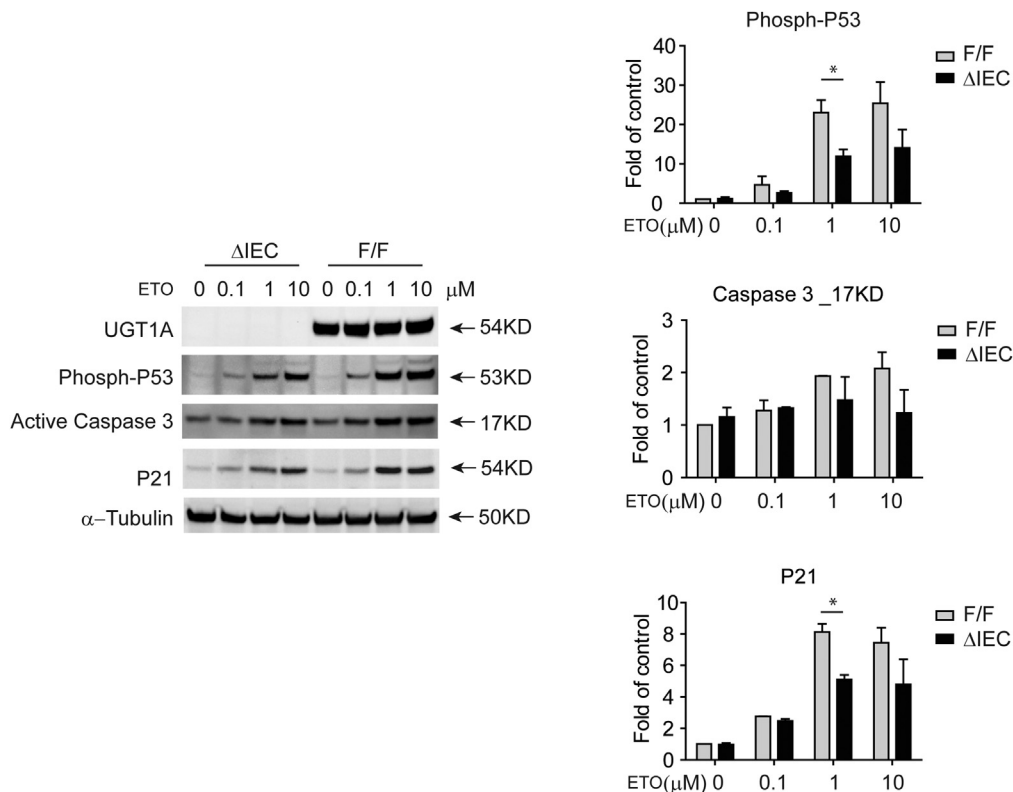 ΔIEC F/F
ETO 0 0.1 1 10 0 0.1 1 10 μM
UGT1A ←54KD
Phosph-P53 ←53KD
Active Caspase 3 ←17KD
P21 ←54KD
α–Tubulin ←50KD
Phosph-P53
Fold of control
40
30
20
10
0
*
F/F
ΔIEC
ETO(μM) 0 0.1 1 10
Caspase 3 _17KD
Fold of control
3
2
1
0
F/F
ΔIEC
ETO(μM) 0 0.1 1 10
P21
Fold of control
10
8
6
4
2
0
*
F/F
ΔIEC
ETO(μM) 0 0.1 1 10